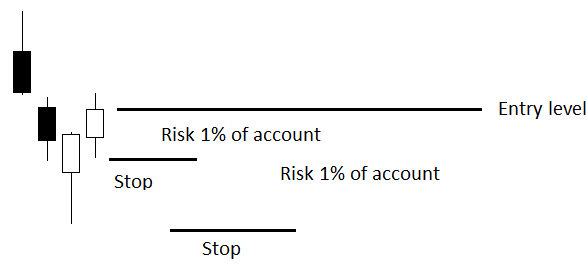 Entry level
Risk 1% of account
Risk 1% of account
Stop
Stop